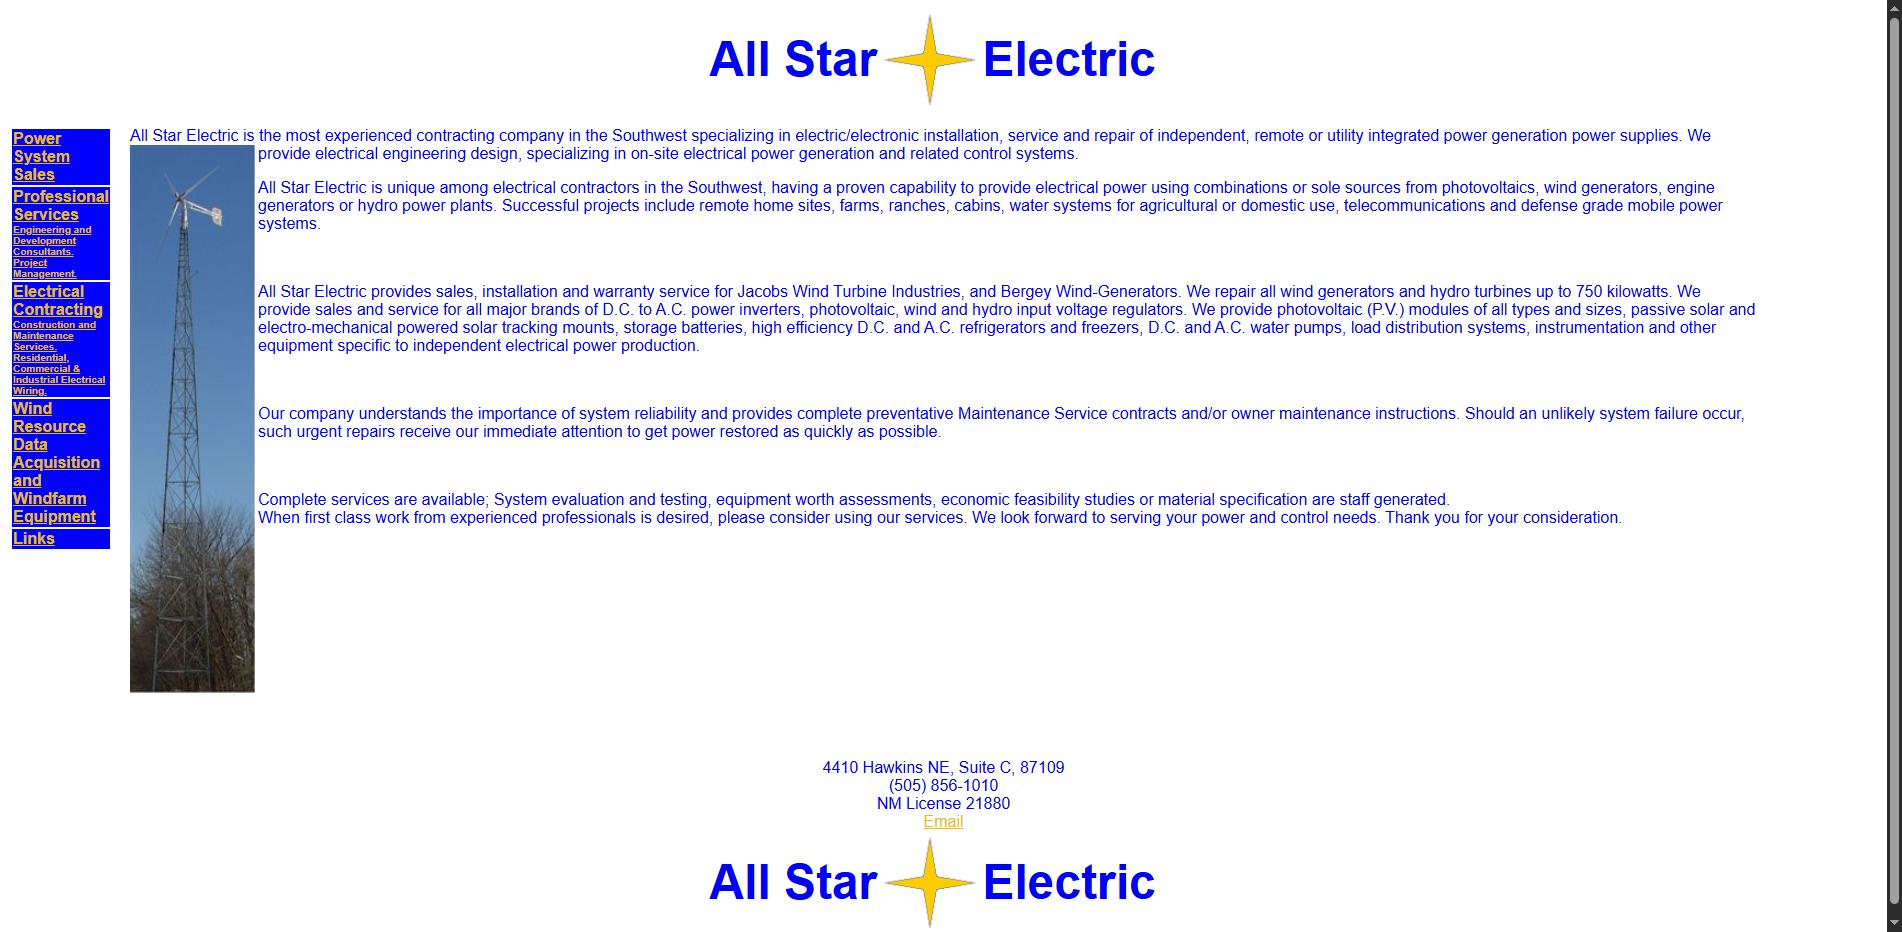 All Star Electric
Power
System
Sales
Professional
Services
Engineering and
Development
Consultants.
Project
Management.
Electrical
Contracting
Construction and
Maintenance
Services.
Residential,
Commercial &
Industrial Electrical
Wiring.
Wind
Resource
Data
Acquisition
and
Windfarm
Equipment
Links
All Star Electric is the most experienced contracting company in the Southwest specializing in electric/electronic installation, service and repair of independent, remote or utility integrated power generation power supplies. We
provide electrical engineering design, specializing in on-site electrical power generation and related control systems.
All Star Electric is unique among electrical contractors in the Southwest, having a proven capability to provide electrical power using combinations or sole sources from photovoltaics, wind generators, engine
generators or hydro power plants. Successful projects include remote home sites, farms, ranches, cabins, water systems for agricultural or domestic use, telecommunications and defense grade mobile power
systems.
All Star Electric provides sales, installation and warranty service for Jacobs Wind Turbine Industries, and Bergey Wind-Generators. We repair all wind generators and hydro turbines up to 750 kilowatts. We
provide sales and service for all major brands of D.C. to A.C. power inverters, photovoltaic, wind and hydro input voltage regulators. We provide photovoltaic (P.V.) modules of all types and sizes, passive solar and
electro-mechanical powered solar tracking mounts, storage batteries, high efficiency D.C. and A.C. refrigerators and freezers, D.C. and A.C. water pumps, load distribution systems, instrumentation and other
equipment specific to independent electrical power production.
Our company understands the importance of system reliability and provides complete preventative Maintenance Service contracts and/or owner maintenance instructions. Should an unlikely system failure occur,
such urgent repairs receive our immediate attention to get power restored as quickly as possible.
Complete services are available; System evaluation and testing, equipment worth assessments, economic feasibility studies or material specification are staff generated.
When first class work from experienced professionals is desired, please consider using our services. We look forward to serving your power and control needs. Thank you for your consideration.
4410 Hawkins NE, Suite C, 87109
(505) 856-1010
NM License 21880
Email
All Star Electric